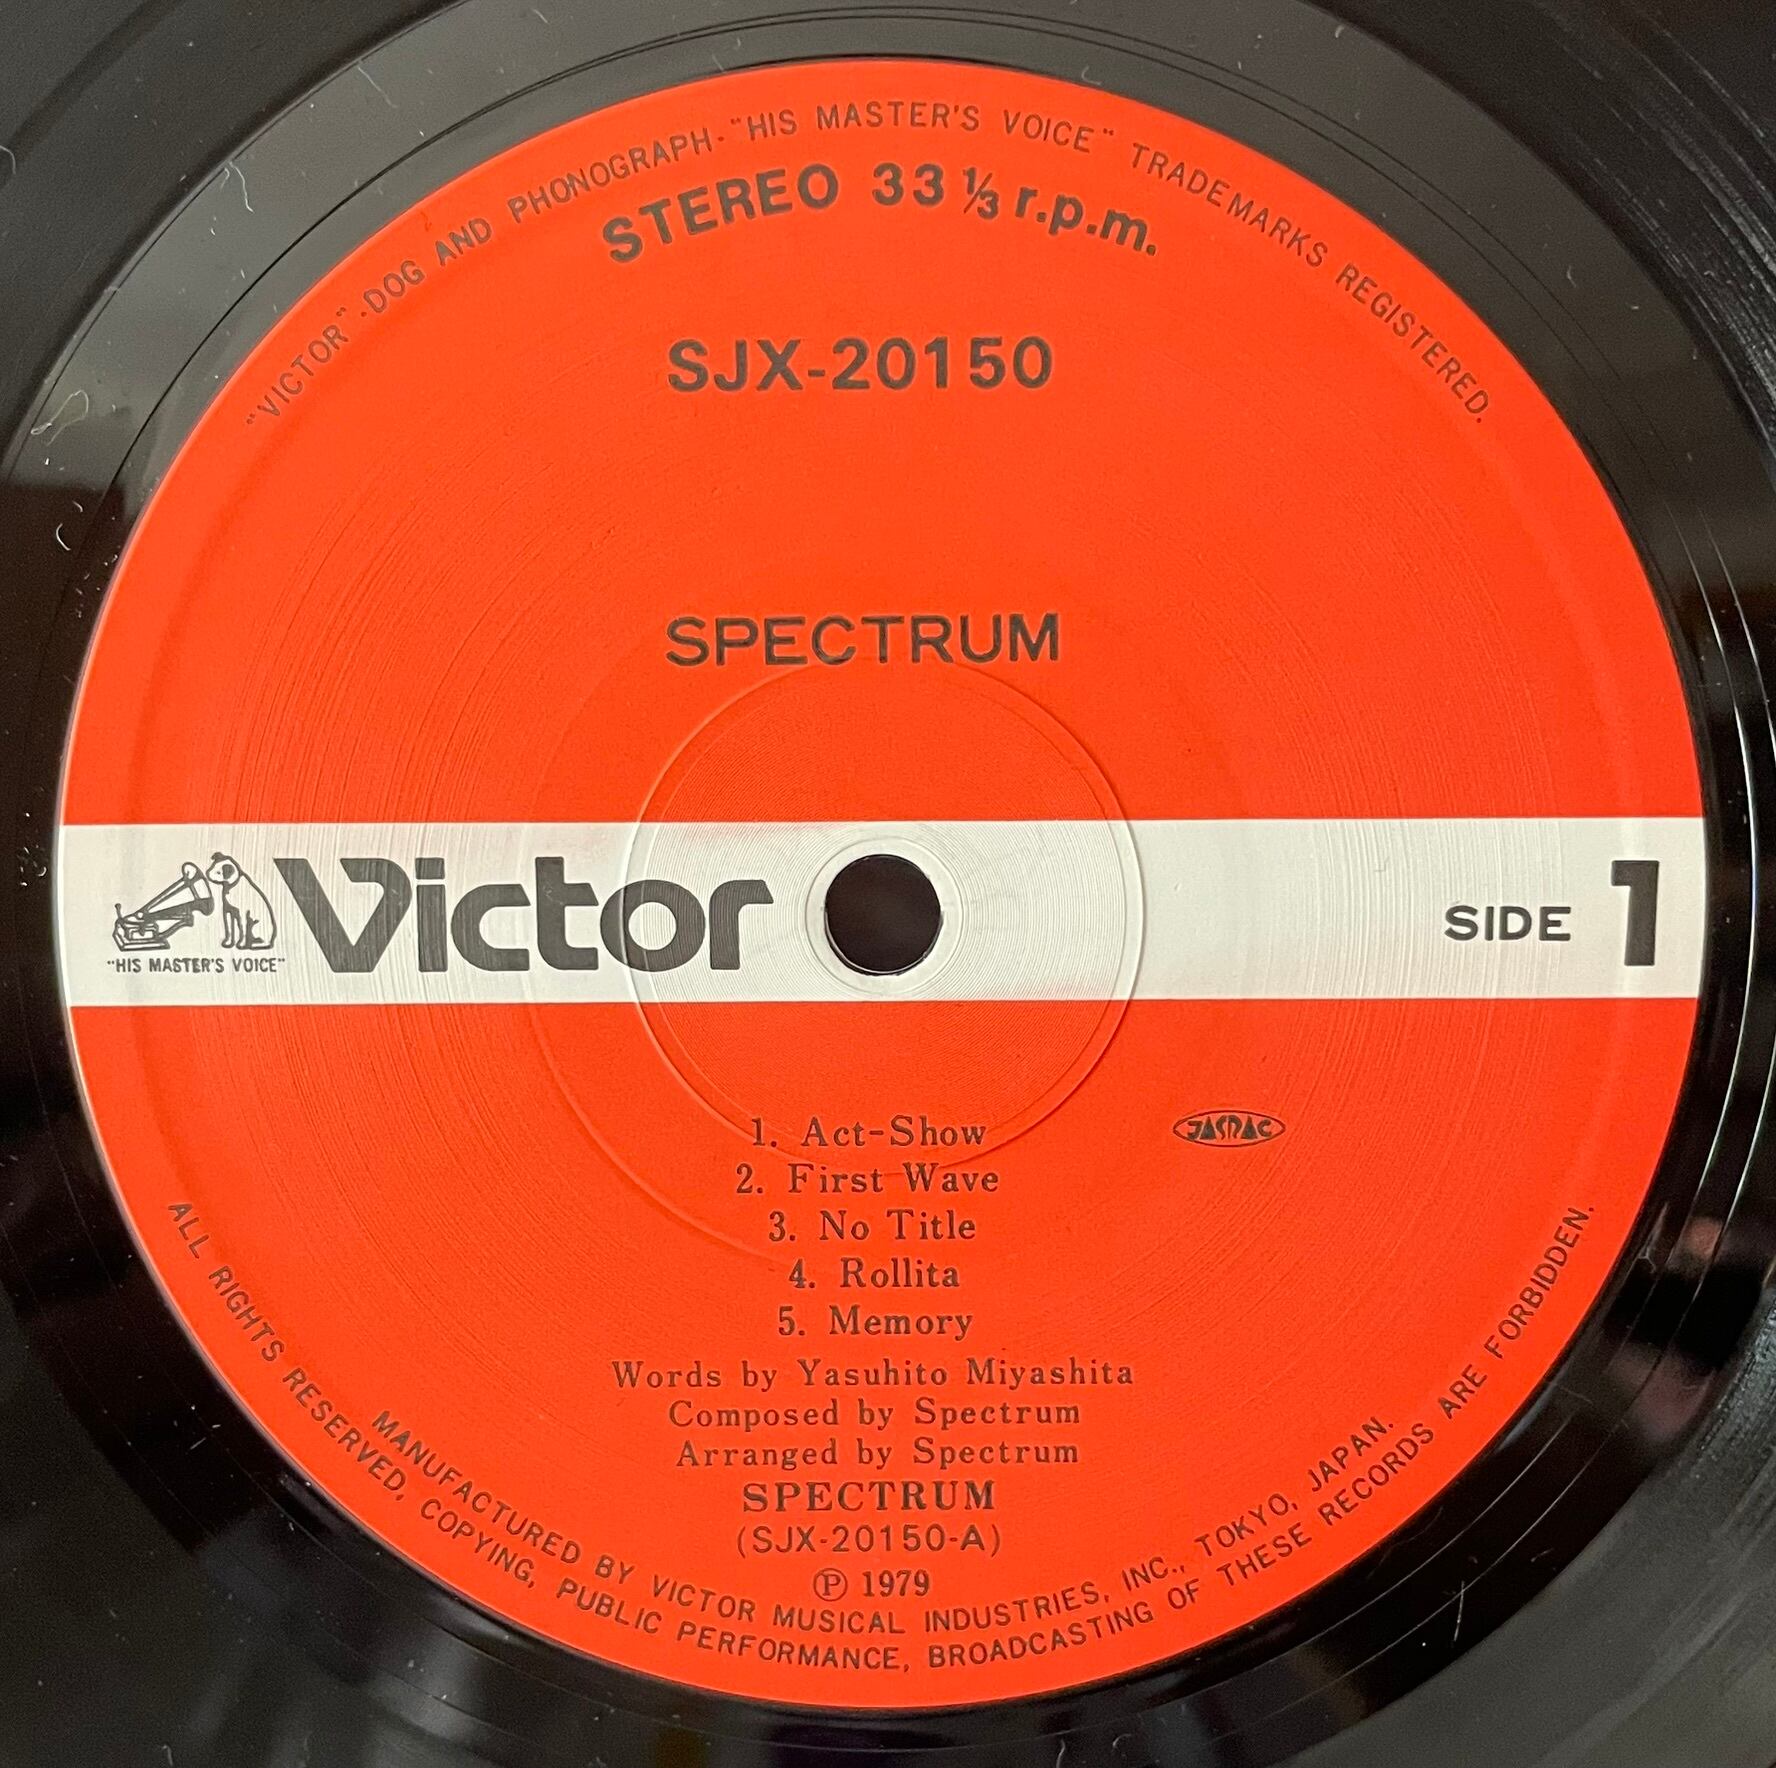 "VICTOR"-DOG AND PHONOGRAPH-"HIS MASTER'S VOICE" TRADEMARKS REGISTERED.
STEREO 33 1/3 r.p.m.
SJX-20150
SPECTRUM
Victor
"HIS MASTER'S VOICE"
SIDE 1
1. Act-Show
JASRAC
2. First Wave
3. No Title
4. Rollita
5. Memory
Words by Yasuhito Miyashita
Composed by Spectrum
Arranged by Spectrum
SPECTRUM
(SJX-20150-A)
Ⓟ 1979
MANUFACTURED BY VICTOR MUSICAL INDUSTRIES, INC., TOKYO, JAPAN.
ALL RIGHTS RESERVED, COPYING, PUBLIC PERFORMANCE, BROADCASTING OF THESE RECORDS ARE FORBIDDEN.